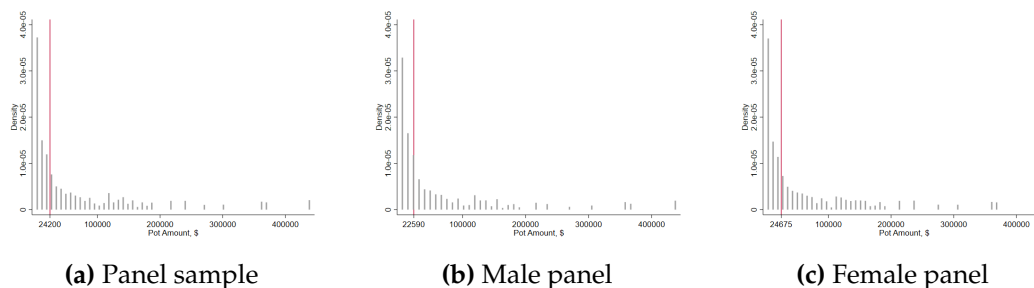 4.0e-05
3.0e-05
2.0e-05
1.0e-05
0
Density
24200 100000 200000 300000 400000
Pot Amount, $
(a) Panel sample
4.0e-05
3.0e-05
2.0e-05
1.0e-05
0
Density
22590 100000 200000 300000 400000
Pot Amount, $
(b) Male panel
4.0e-05
3.0e-05
2.0e-05
1.0e-05
0
Density
24675 100000 200000 300000 400000
Pot Amount, $
(c) Female panel